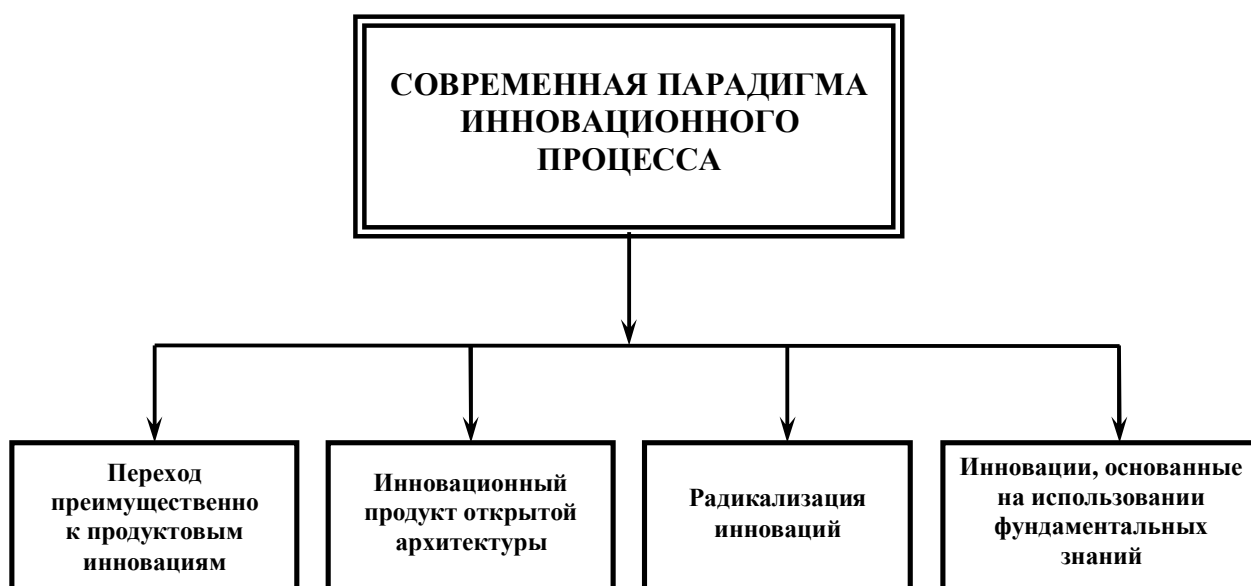 СОВРЕМЕННАЯ ПАРАДИГМА
ИННОВАЦИОННОГО
ПРОЦЕССА
Переход
преимущественно
к продуктовым
инновациям
Инновационный
продукт открытой
архитектуры
Радикализация
инноваций
Инновации, основанные
на использовании
фундаментальных
знаний